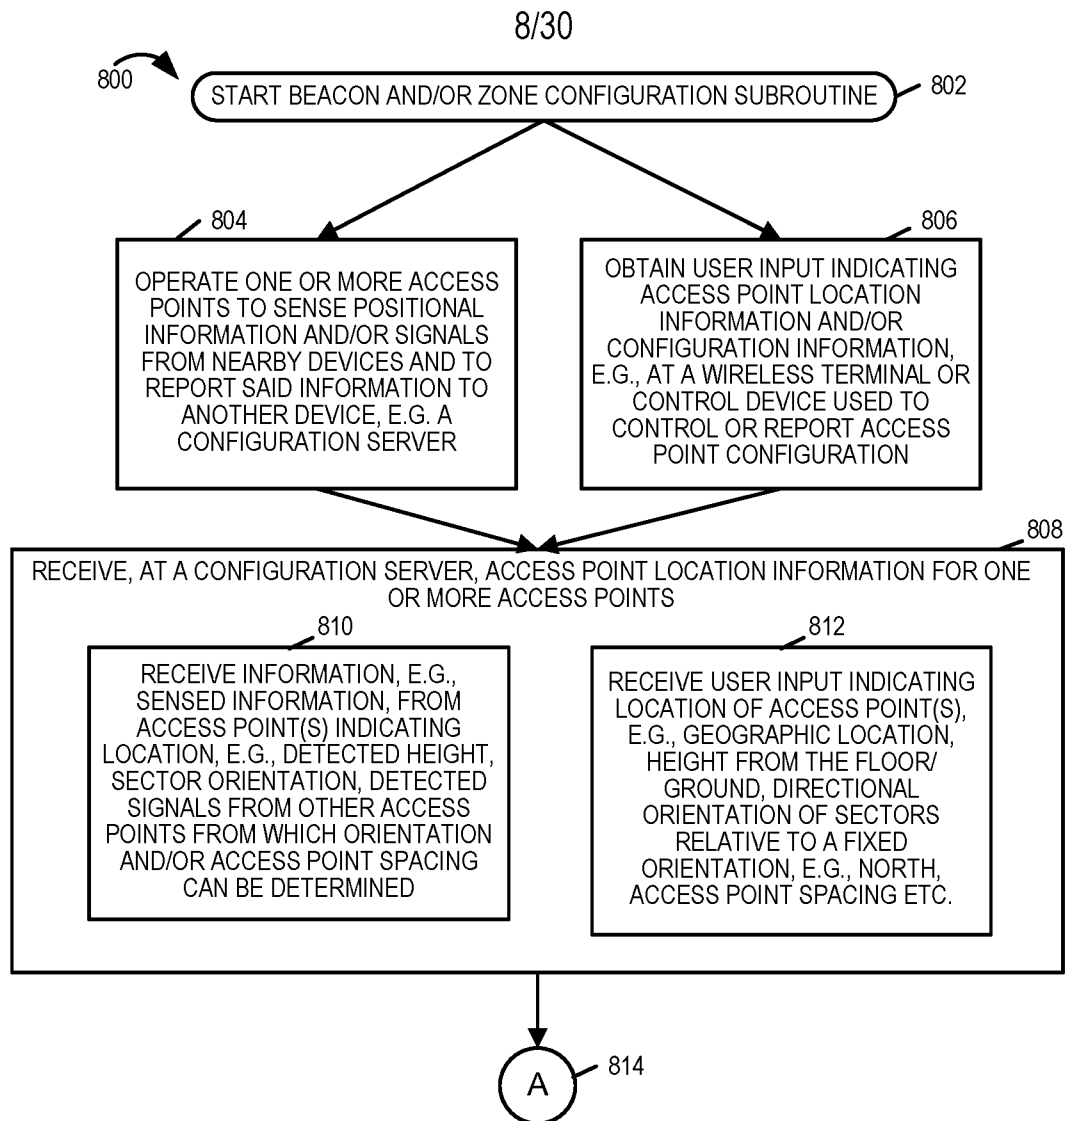 8/30
800
START BEACON AND/OR ZONE CONFIGURATION SUBROUTINE
802
804
OPERATE ONE OR MORE ACCESS
POINTS TO SENSE POSITIONAL
INFORMATION AND/OR SIGNALS
FROM NEARBY DEVICES AND TO
REPORT SAID INFORMATION TO
ANOTHER DEVICE, E.G. A
CONFIGURATION SERVER
806
OBTAIN USER INPUT INDICATING
ACCESS POINT LOCATION
INFORMATION AND/OR
CONFIGURATION INFORMATION,
E.G., AT A WIRELESS TERMINAL OR
CONTROL DEVICE USED TO
CONTROL OR REPORT ACCESS
POINT CONFIGURATION
808
RECEIVE, AT A CONFIGURATION SERVER, ACCESS POINT LOCATION INFORMATION FOR ONE
OR MORE ACCESS POINTS
810
RECEIVE INFORMATION, E.G.,
SENSED INFORMATION, FROM
ACCESS POINT(S) INDICATING
LOCATION, E.G., DETECTED HEIGHT,
SECTOR ORIENTATION, DETECTED
SIGNALS FROM OTHER ACCESS
POINTS FROM WHICH ORIENTATION
AND/OR ACCESS POINT SPACING
CAN BE DETERMINED
812
RECEIVE USER INPUT INDICATING
LOCATION OF ACCESS POINT(S),
E.G., GEOGRAPHIC LOCATION,
HEIGHT FROM THE FLOOR/
GROUND, DIRECTIONAL
ORIENTATION OF SECTORS
RELATIVE TO A FIXED
ORIENTATION, E.G., NORTH,
ACCESS POINT SPACING ETC.
A
814